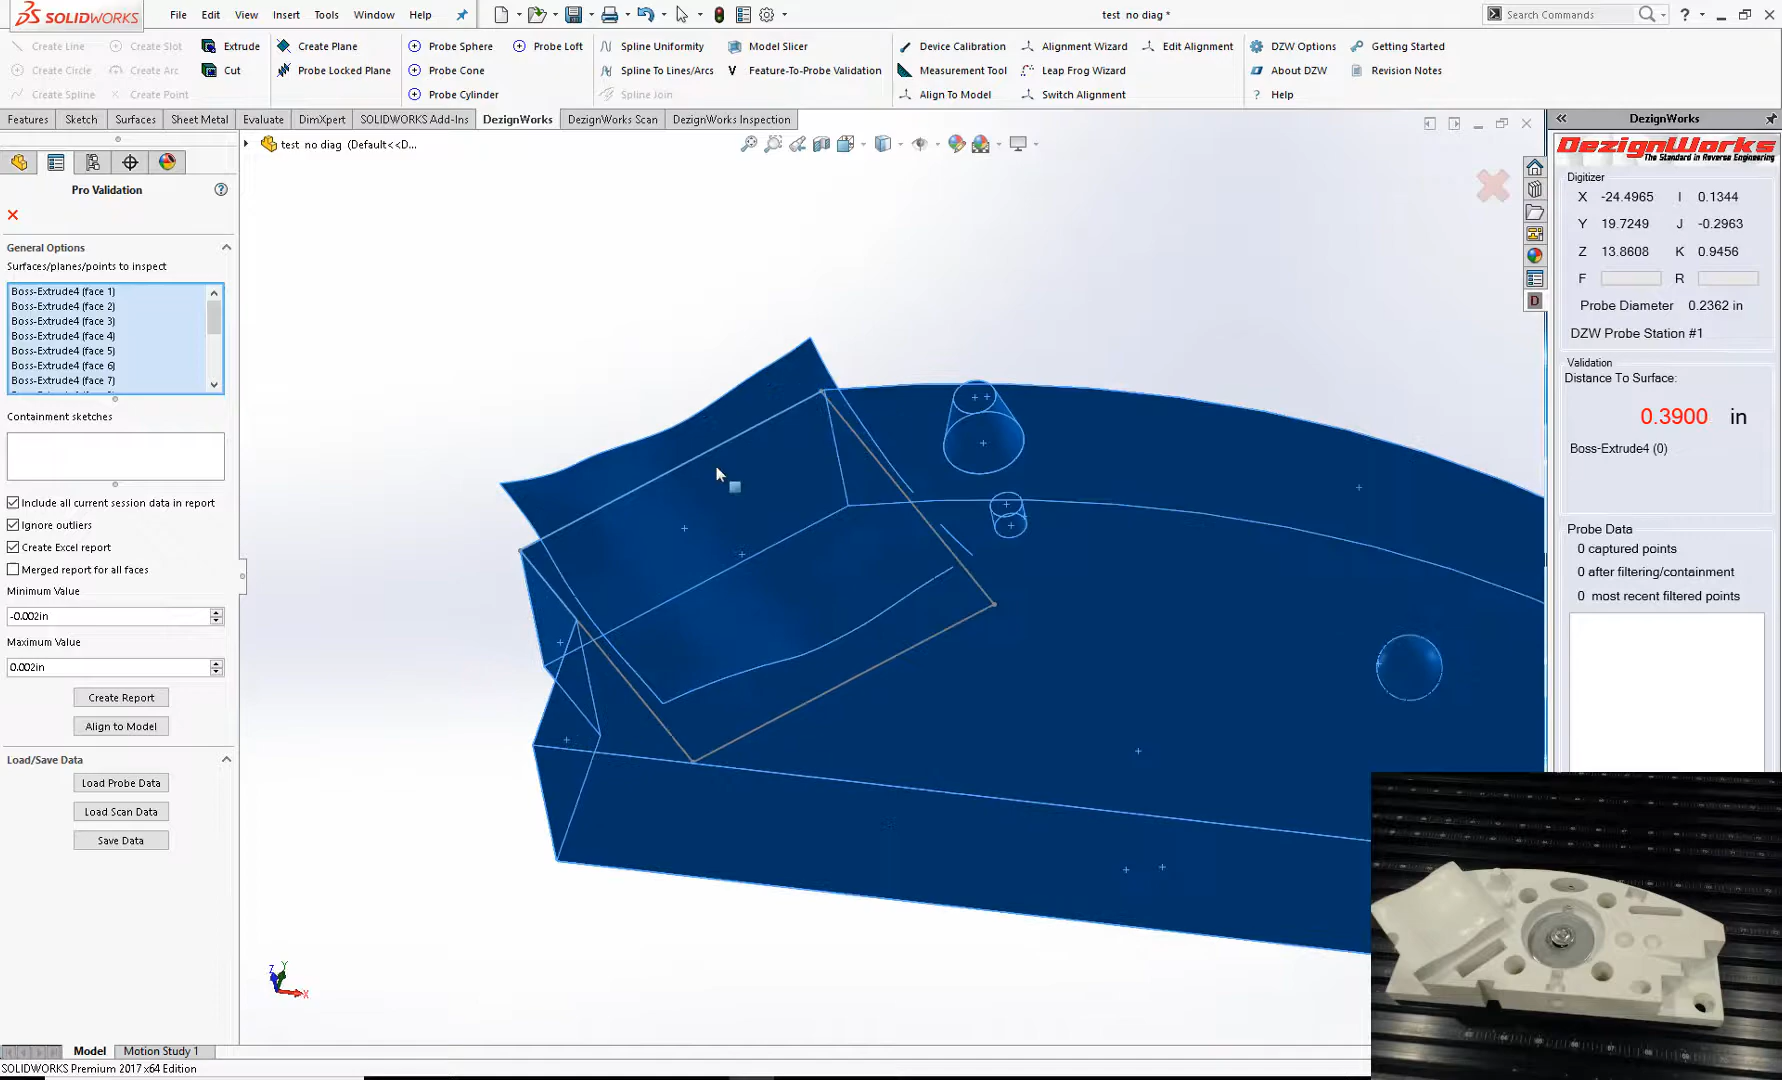 SOLIDWORKS File Edit View Insert Tools Window Help test no diag * Search Commands ?
Create Line Create Slot Extrude Create Plane Probe Sphere Probe Loft Spline Uniformity Model Slicer Device Calibration Alignment Wizard Edit Alignment DZW Options Getting Started
Create Circle Create Arc Cut Probe Locked Plane Probe Cone Spline To Lines/Arcs Feature-To-Probe Validation Measurement Tool Leap Frog Wizard About DZW Revision Notes
Create Spline Create Point Probe Cylinder Spline Join Align To Model Switch Alignment ? Help
Features Sketch Surfaces Sheet Metal Evaluate DimXpert SOLIDWORKS Add-Ins DezignWorks DezignWorks Scan DezignWorks Inspection
test no diag (Default<<D...
Pro Validation ?
General Options
Surfaces/planes/points to inspect
Boss-Extrude4 (face 1)
Boss-Extrude4 (face 2)
Boss-Extrude4 (face 3)
Boss-Extrude4 (face 4)
Boss-Extrude4 (face 5)
Boss-Extrude4 (face 6)
Boss-Extrude4 (face 7)
Containment sketches
Include all current session data in report
Ignore outliers
Create Excel report
Merged report for all faces
Minimum Value
-0.002in
Maximum Value
0.002in
Create Report
Align to Model
Load/Save Data
Load Probe Data
Load Scan Data
Save Data
Z Y X
DezignWorks
DezignWorks
The Standard in Reverse Engineering
Digitizer
X -24.4965 I 0.1344
Y 19.7249 J -0.2963
Z 13.8608 K 0.9456
F R
Probe Diameter 0.2362 in
DZW Probe Station #1
Validation
Distance To Surface:
0.3900 in
Boss-Extrude4 (0)
Probe Data
0 captured points
0 after filtering/containment
0 most recent filtered points
D
Model Motion Study 1
SOLIDWORKS Premium 2017 x64 Edition